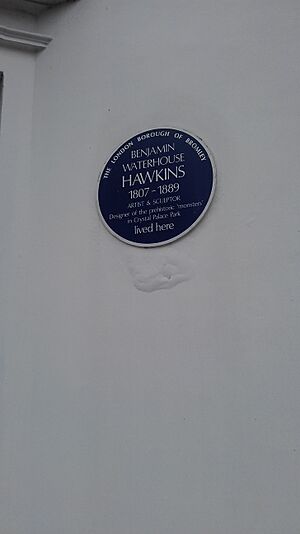 THE LONDON BOROUGH OF BROMLEY
BENJAMIN
WATERHOUSE
HAWKINS
1807 - 1889
ARTIST & SCULPTOR
Designer of the prehistoric 'monsters'
in Crystal Palace Park
lived here